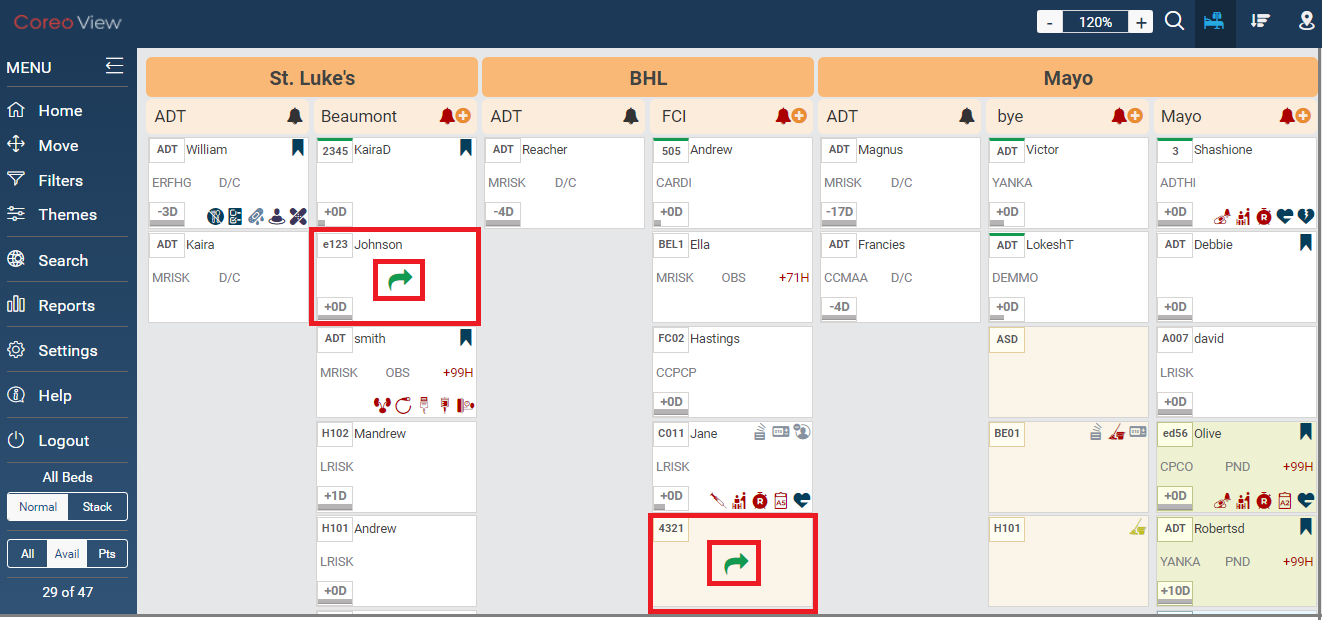 Coreo View
- 120% +
MENU
Home
Move
Filters
Themes
Search
Reports
Settings
Help
Logout
All Beds
Normal Stack
All Avail Pts
29 of 47
St. Luke's
ADT
ADT William
ERFHG D/C
-3D
ADT Kaira
MRISK D/C
Beaumont
2345 KairaD
+0D
e123 Johnson
+0D
ADT smith
MRISK OBS +99H
H102 Mandrew
LRISK
+1D
H101 Andrew
LRISK
+0D
BHL
ADT
ADT Reacher
MRISK D/C
-4D
FCI
505 Andrew
CARDI
+0D
BEL1 Ella
MRISK OBS +71H
FC02 Hastings
CCPCP
+0D
C011 Jane
LRISK
+0D
R
A5
4321
Mayo
ADT
ADT Magnus
MRISK D/C
-17D
ADT Francies
CCMAA D/C
-4D
bye
ADT Victor
YANKA
+0D
ADT LokeshT
DEMMO
+0D
ASD
BE01
H101
Mayo
3 Shashione
ADTHI
+0D
R
ADT Debbie
+0D
A007 david
LRISK
+0D
ed56 Olive
CPCO PND +99H
+0D
R
A2
ADT Robertsd
YANKA PND +99H
+10D